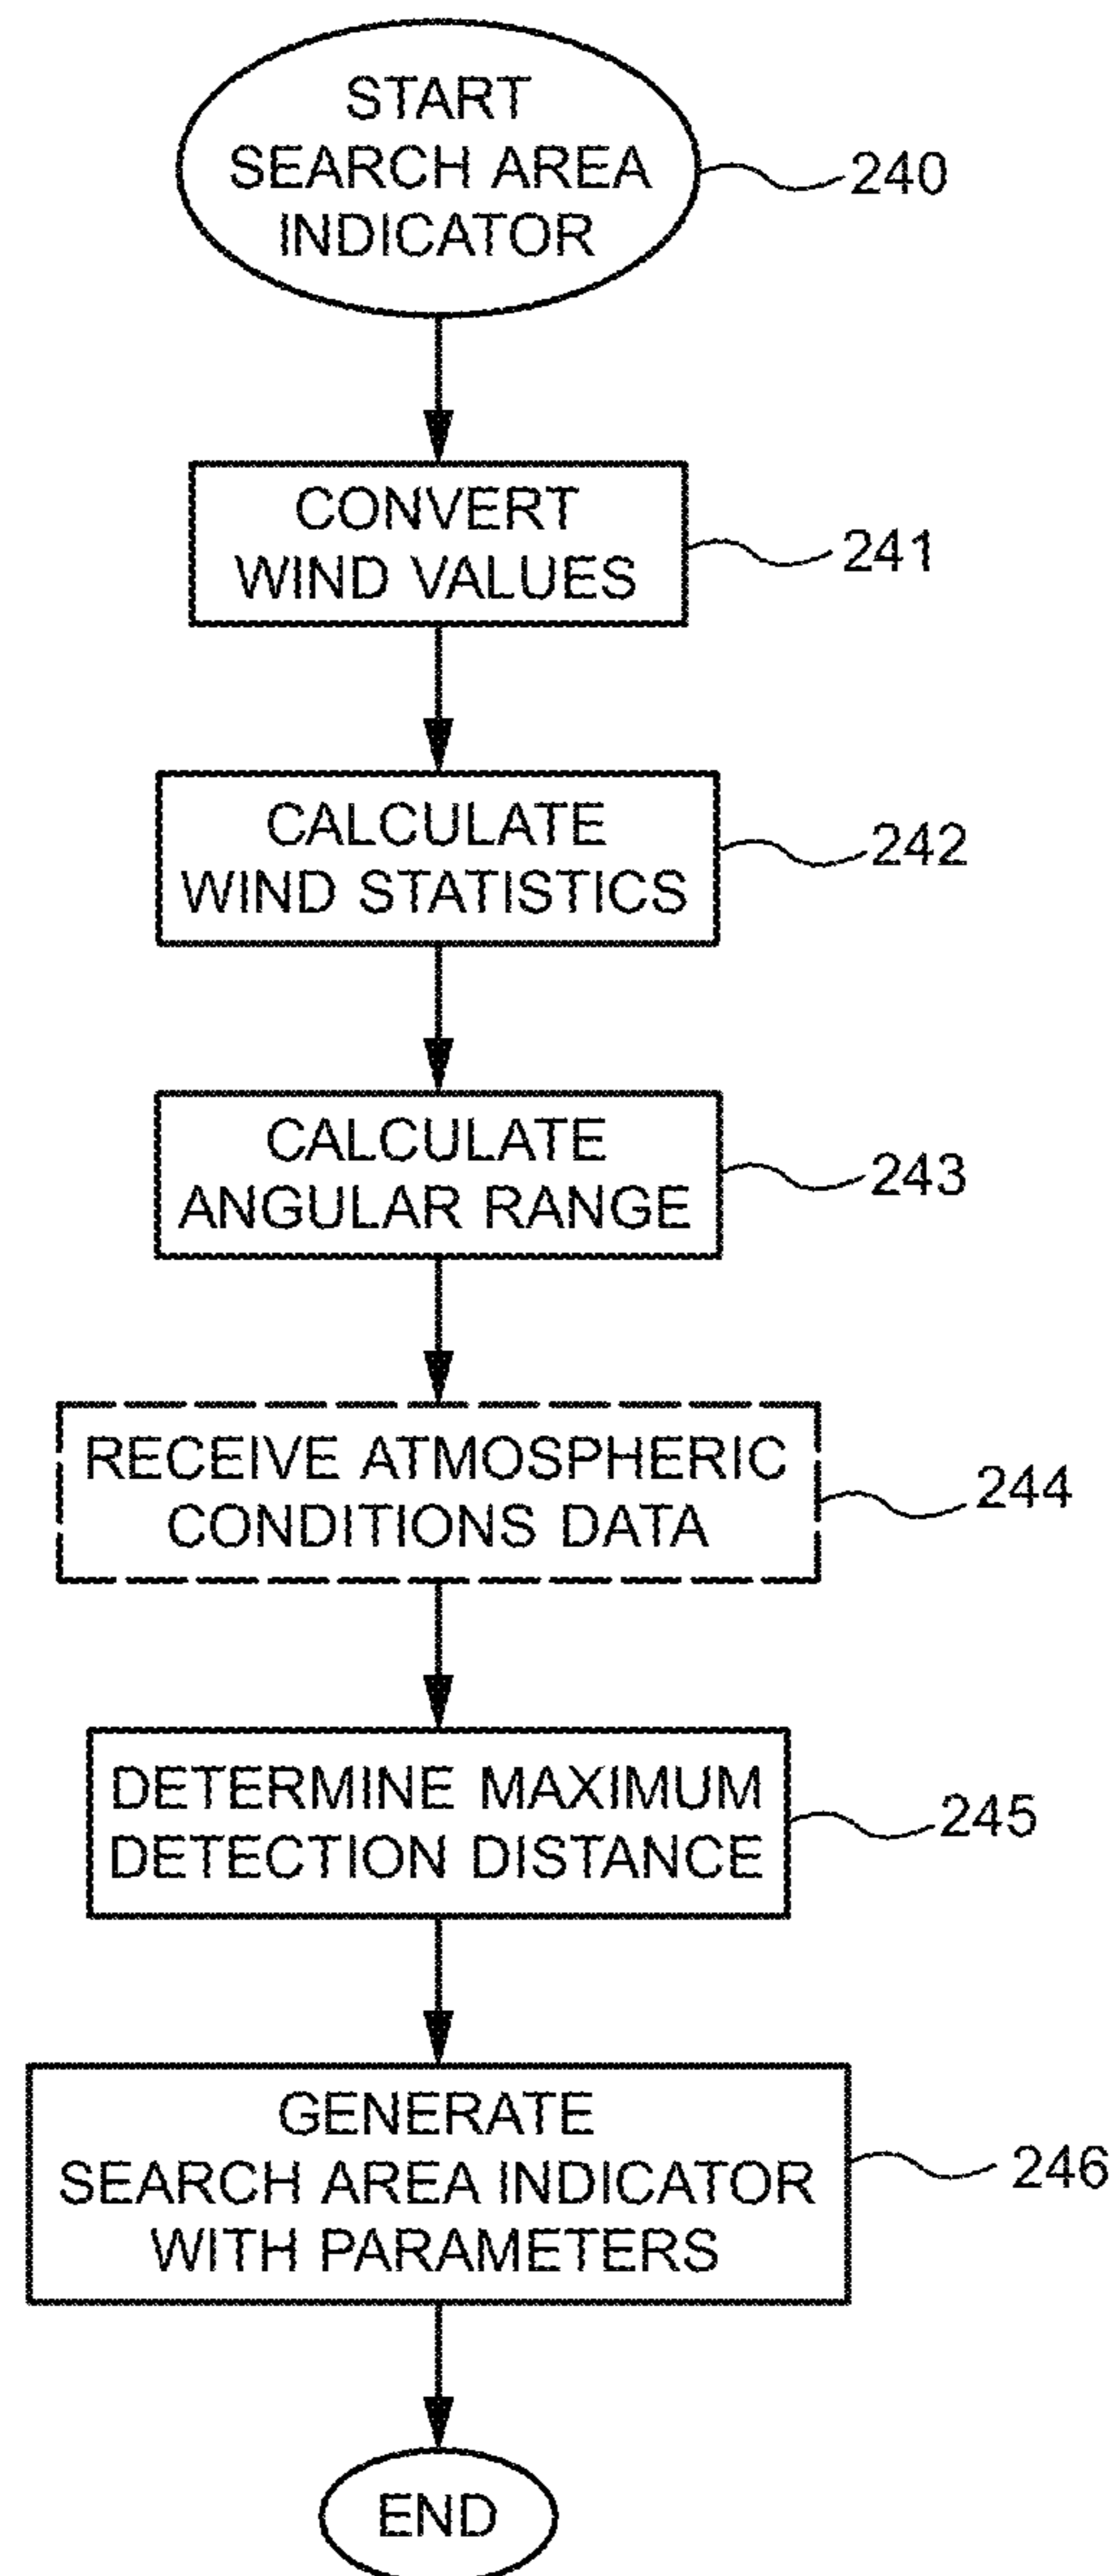 START
SEARCH AREA
INDICATOR
240
CONVERT
WIND VALUES
241
CALCULATE
WIND STATISTICS
242
CALCULATE
ANGULAR RANGE
243
RECEIVE ATMOSPHERIC
CONDITIONS DATA
244
DETERMINE MAXIMUM
DETECTION DISTANCE
245
GENERATE
SEARCH AREA INDICATOR
WITH PARAMETERS
246
END